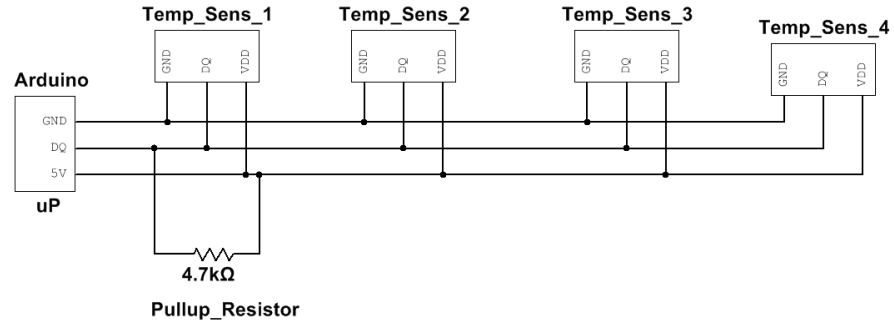 Temp_Sens_1
Temp_Sens_2
Temp_Sens_3
Temp_Sens_4
GND DQ VDD
GND DQ VDD
GND DQ VDD
GND DQ VDD
Arduino
GND
DQ
5V
uP
4.7kΩ
Pullup_Resistor